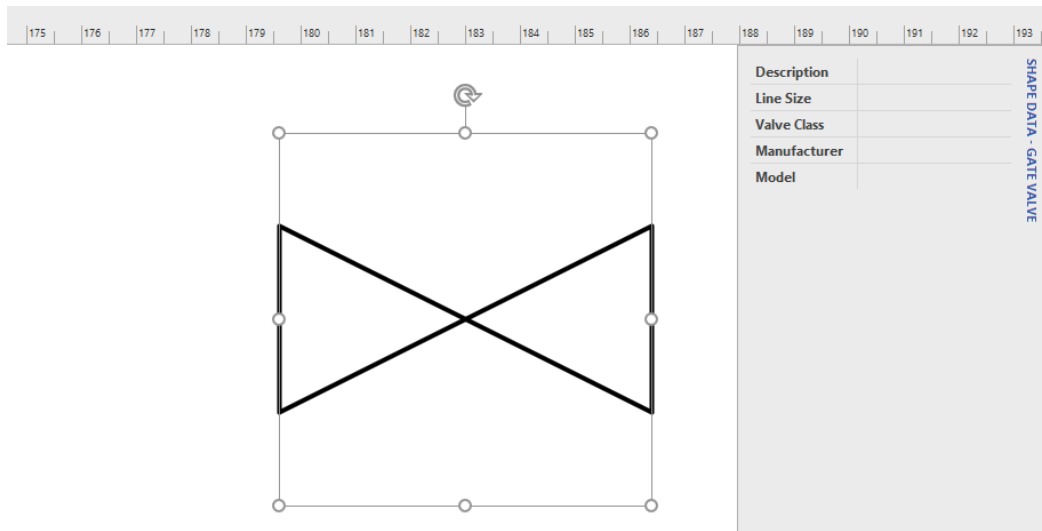 175 176 177 178 179 180 181 182 183 184 185 186 187 188 189 190 191 192 193
Description
Line Size
Valve Class
Manufacturer
Model
SHAPE DATA - GATE VALVE